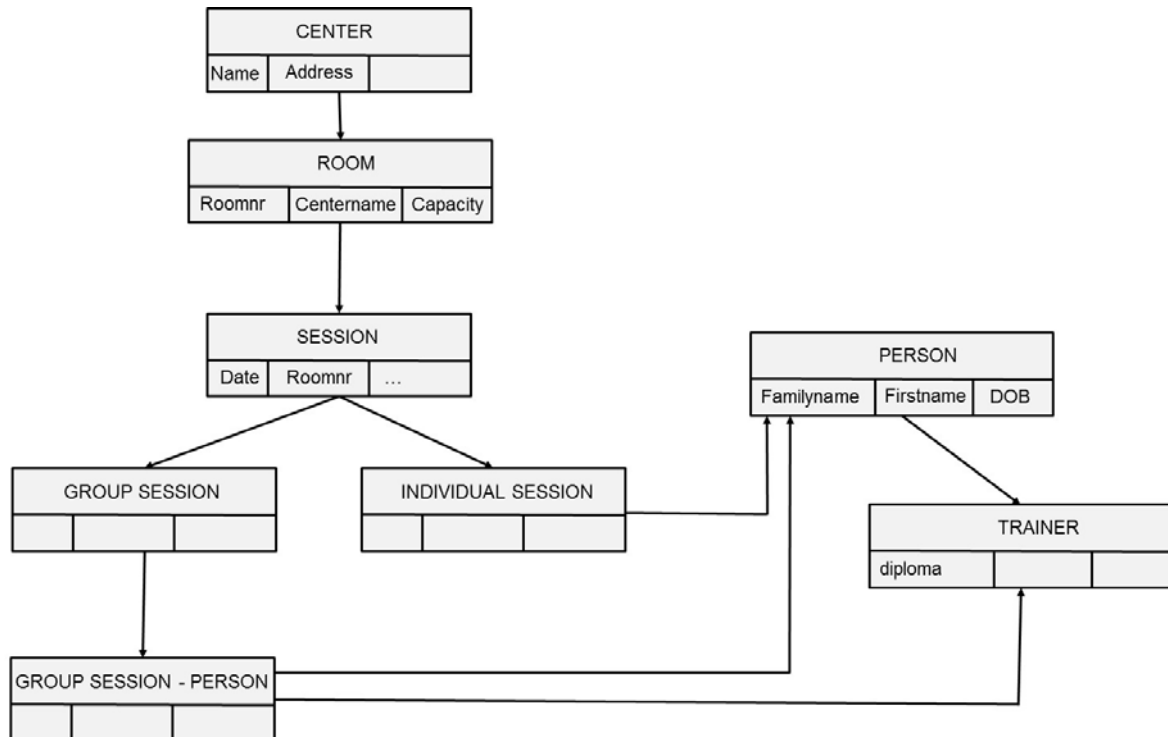 CENTER
Name Address
ROOM
Roomnr Centername Capacity
SESSION
Date Roomnr ...
PERSON
Familyname Firstname DOB
GROUP SESSION
INDIVIDUAL SESSION
TRAINER
diploma
GROUP SESSION - PERSON